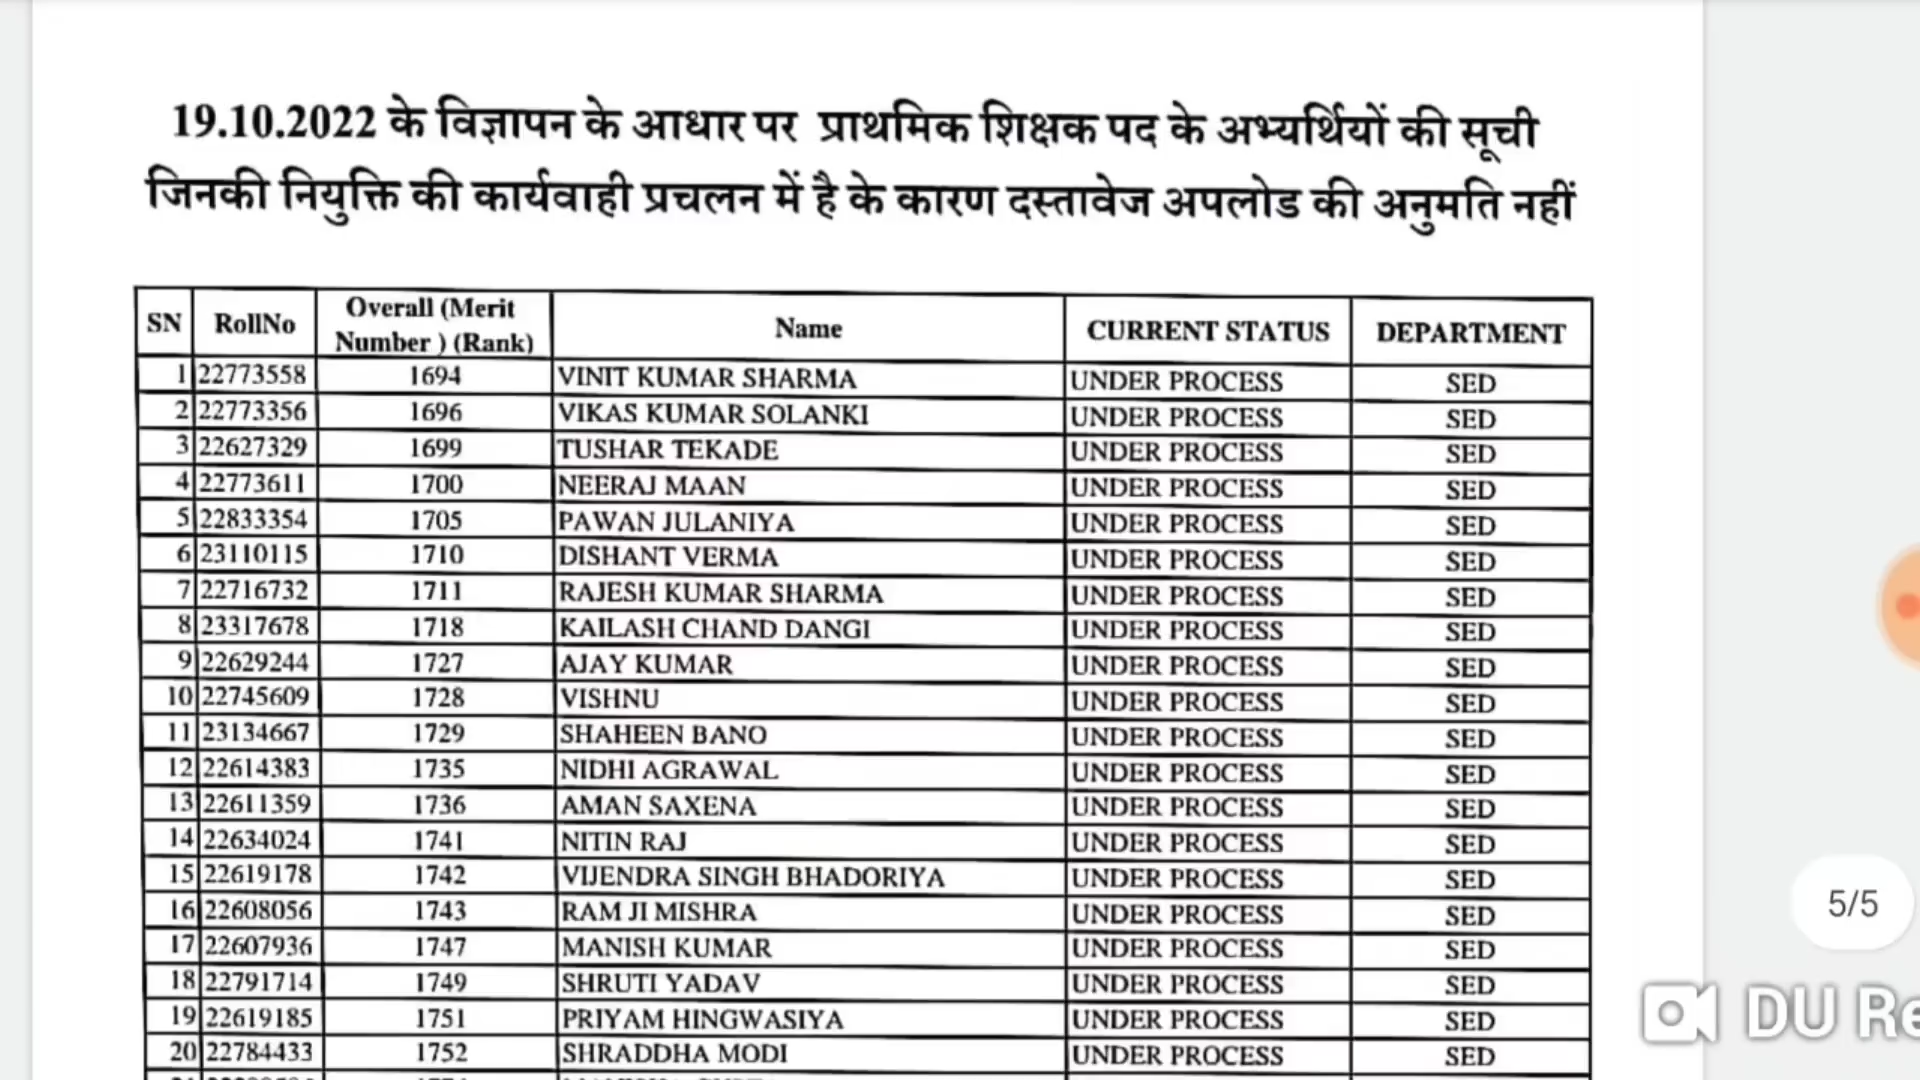 19.10.2022 के विज्ञापन के आधार पर प्राथमिक शिक्षक पद के अभ्यर्थियों की सूची
जिनकी नियुक्ति की कार्यवाही प्रचलन में है के कारण दस्तावेज अपलोड की अनुमति नहीं
SN RollNo Overall (Merit Number ) (Rank) Name CURRENT STATUS DEPARTMENT
1 22773558 1694 VINIT KUMAR SHARMA UNDER PROCESS SED
2 22773356 1696 VIKAS KUMAR SOLANKI UNDER PROCESS SED
3 22627329 1699 TUSHAR TEKADE UNDER PROCESS SED
4 22773611 1700 NEERAJ MAAN UNDER PROCESS SED
5 22833354 1705 PAWAN JULANIYA UNDER PROCESS SED
6 23110115 1710 DISHANT VERMA UNDER PROCESS SED
7 22716732 1711 RAJESH KUMAR SHARMA UNDER PROCESS SED
8 23317678 1718 KAILASH CHAND DANGI UNDER PROCESS SED
9 22629244 1727 AJAY KUMAR UNDER PROCESS SED
10 22745609 1728 VISHNU UNDER PROCESS SED
11 23134667 1729 SHAHEEN BANO UNDER PROCESS SED
12 22614383 1735 NIDHI AGRAWAL UNDER PROCESS SED
13 22611359 1736 AMAN SAXENA UNDER PROCESS SED
14 22634024 1741 NITIN RAJ UNDER PROCESS SED
15 22619178 1742 VIJENDRA SINGH BHADORIYA UNDER PROCESS SED
16 22608056 1743 RAM JI MISHRA UNDER PROCESS SED
17 22607936 1747 MANISH KUMAR UNDER PROCESS SED
18 22791714 1749 SHRUTI YADAV UNDER PROCESS SED
19 22619185 1751 PRIYAM HINGWASIYA UNDER PROCESS SED
20 22784433 1752 SHRADDHA MODI UNDER PROCESS SED
5/5
DU Re